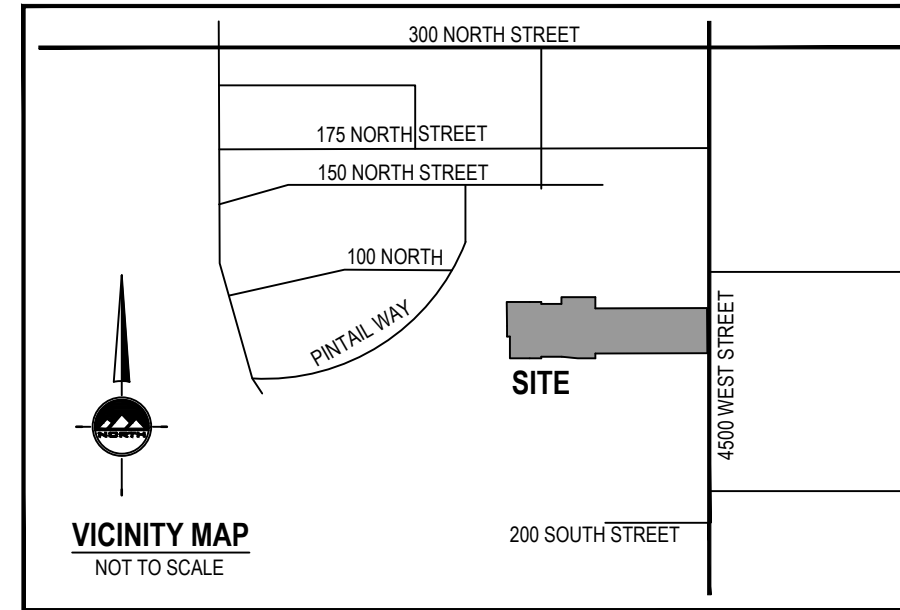 300 NORTH STREET
175 NORTH STREET
150 NORTH STREET
100 NORTH
PINTAIL WAY
SITE
4500 WEST STREET
NORTH
VICINITY MAP
NOT TO SCALE
200 SOUTH STREET